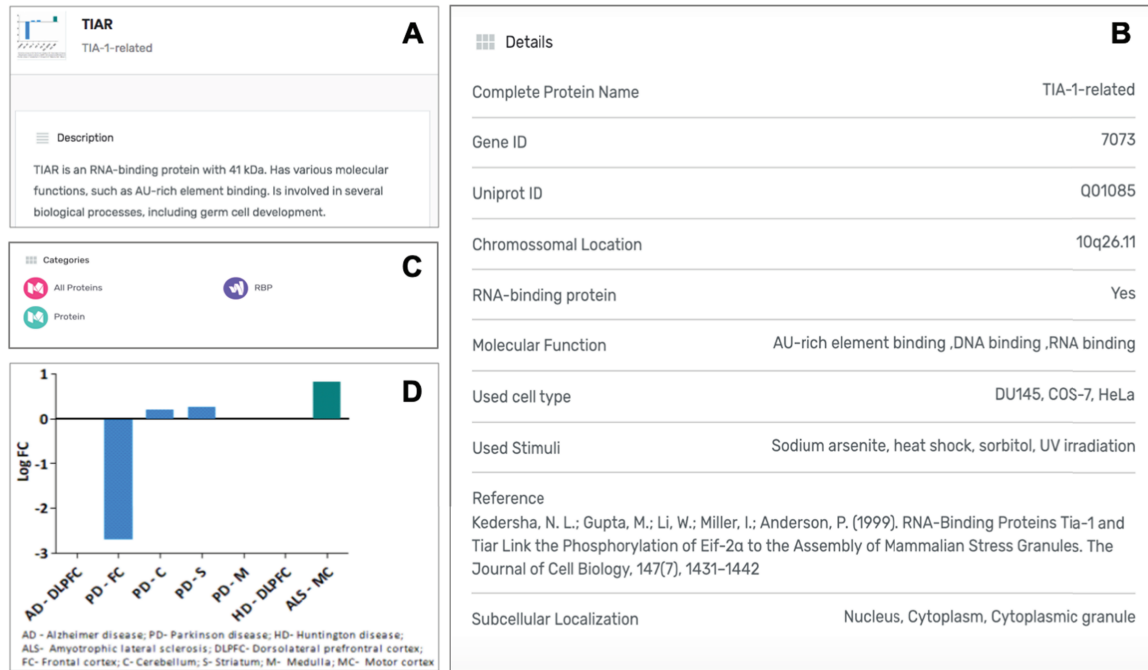 TIAR
A
TIA-1-related
Description
TIAR is an RNA-binding protein with 41 kDa. Has various molecular
functions, such as AU-rich element binding. Is involved in several
biological processes, including germ cell development.
C
Categories
All Proteins
RBP
Protein
D
Log FC
1
0
-1
-2
-3
AD - DLPFC
PD - FC
PD - C
PD - S
PD - M
HD - DLPFC
ALS - MC
AD - Alzheimer disease; PD- Parkinson disease; HD- Huntington disease;
ALS- Amyotrophic lateral sclerosis; DLPFC- Dorsolateral prefrontal cortex;
FC- Frontal cortex; C- Cerebellum; S- Striatum; M- Medulla; MC- Motor cortex
B
Details
Complete Protein Name TIA-1-related
Gene ID 7073
Uniprot ID Q01085
Chromossomal Location 10q26.11
RNA-binding protein Yes
Molecular Function AU-rich element binding ,DNA binding ,RNA binding
Used cell type DU145, COS-7, HeLa
Used Stimuli Sodium arsenite, heat shock, sorbitol, UV irradiation
Reference
Kedersha, N. L.; Gupta, M.; Li, W.; Miller, I.; Anderson, P. (1999). RNA-Binding Proteins Tia-1 and
Tiar Link the Phosphorylation of Eif-2α to the Assembly of Mammalian Stress Granules. The
Journal of Cell Biology, 147(7), 1431–1442
Subcellular Localization Nucleus, Cytoplasm, Cytoplasmic granule